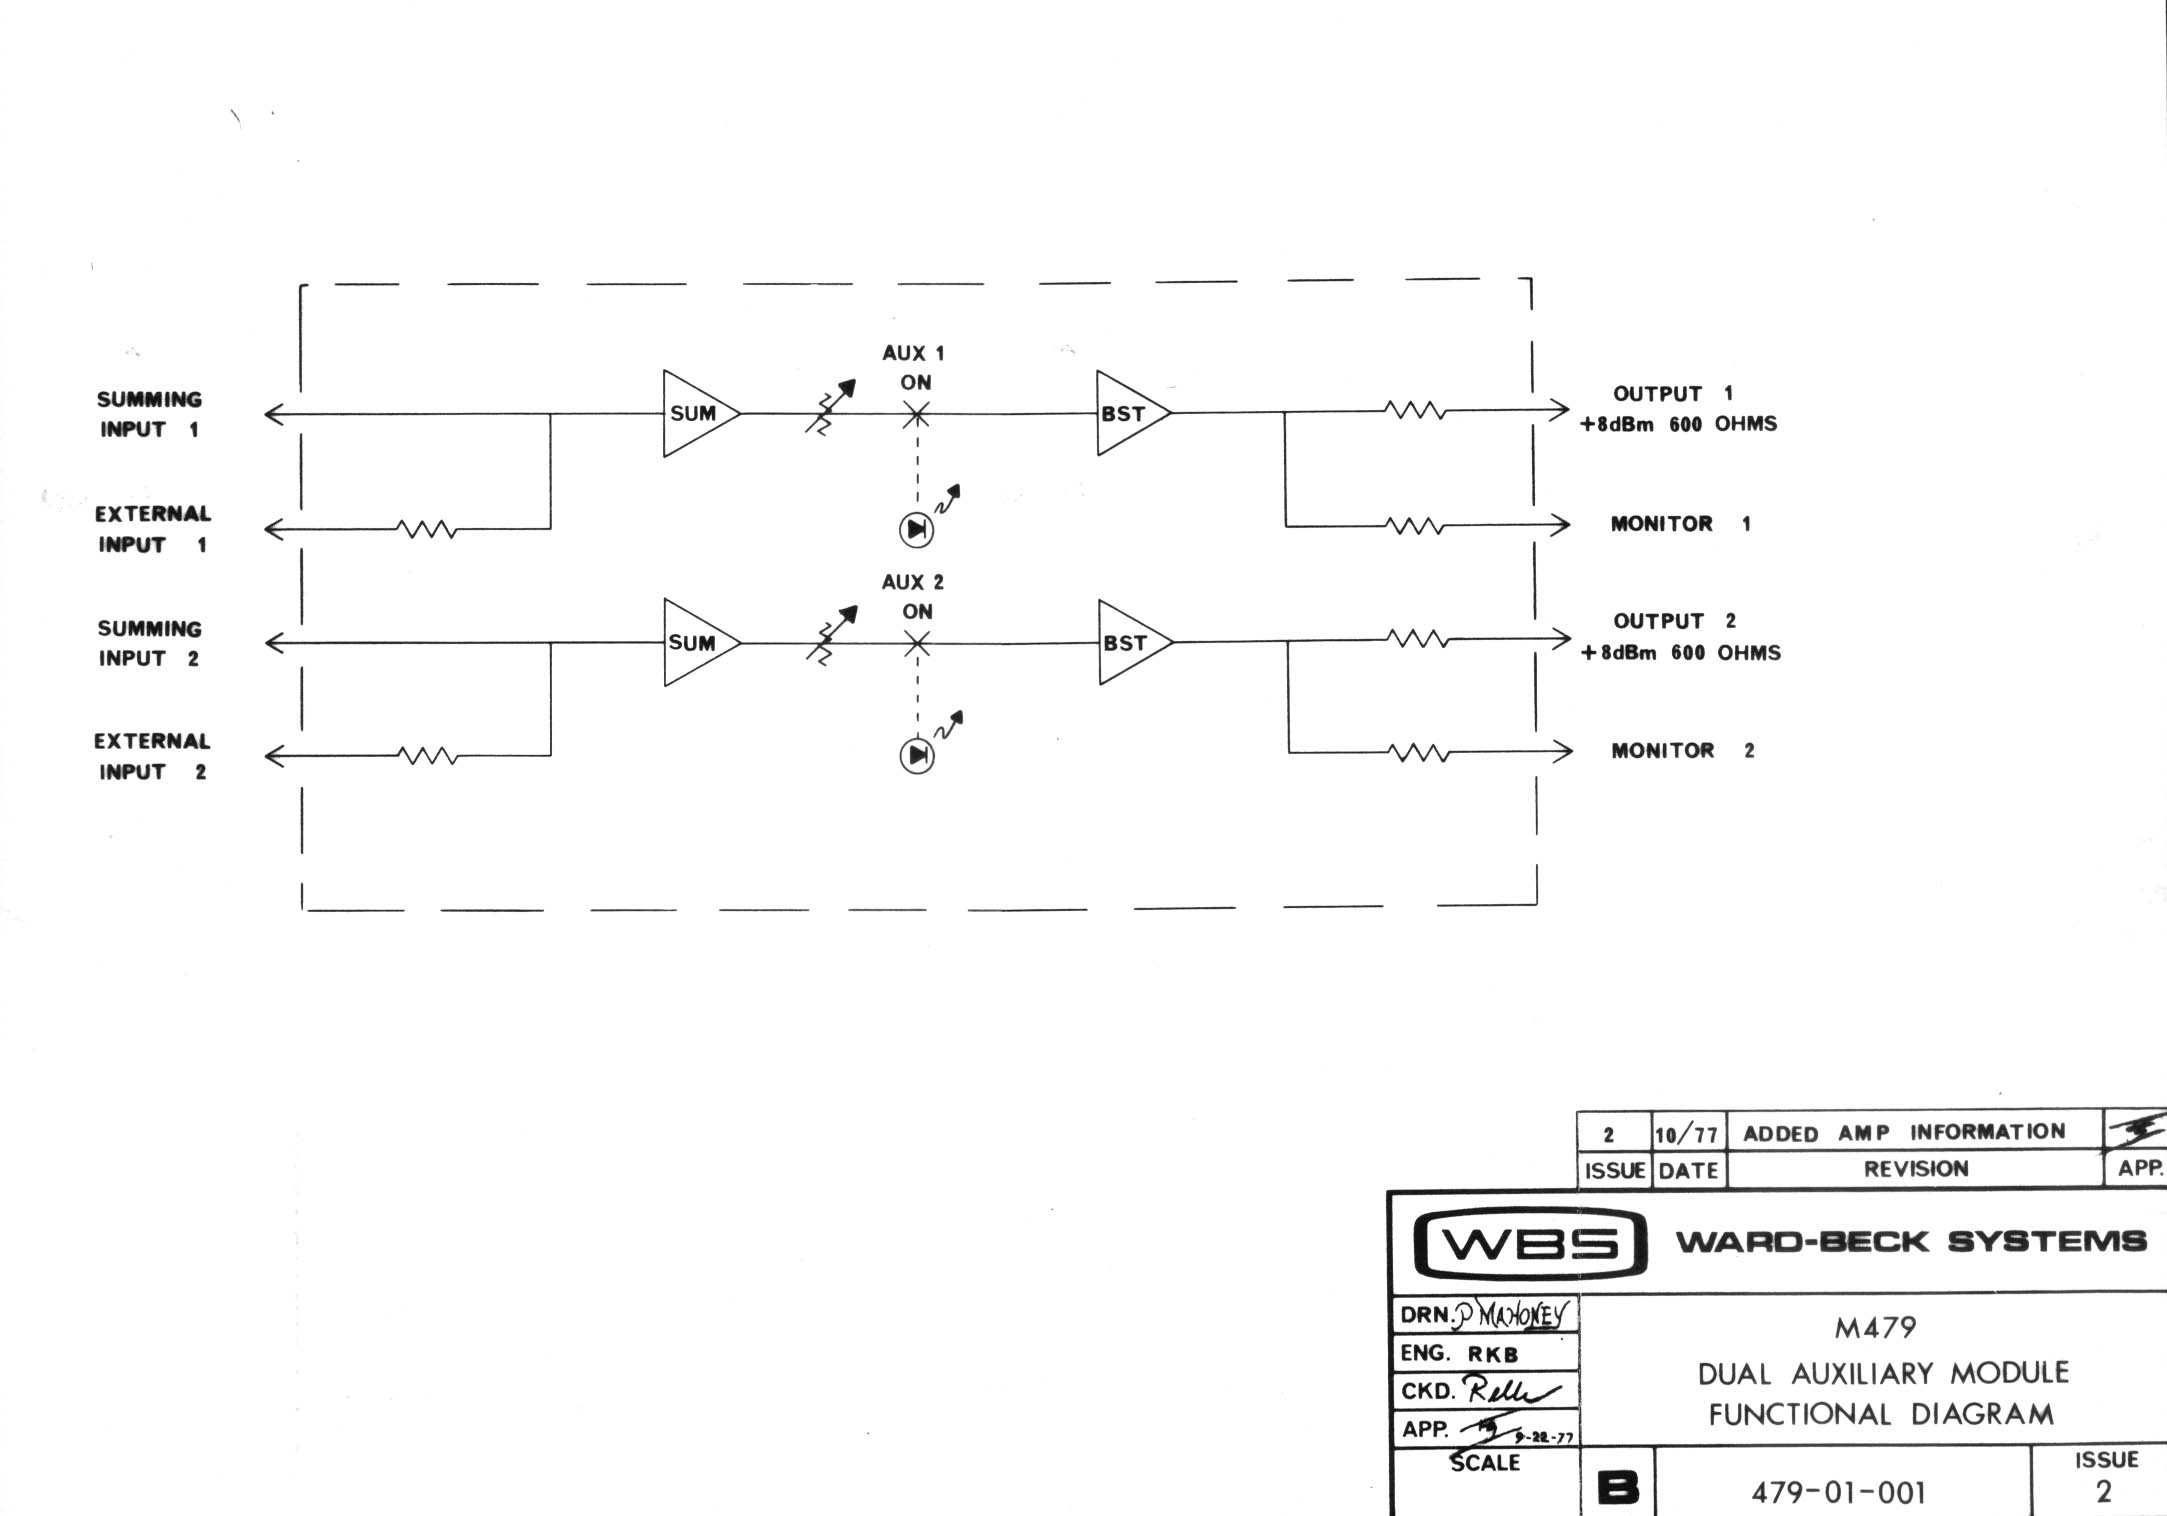 AUX 1
ON
SUMMING
INPUT 1
SUM
BST
OUTPUT 1
+8dBm 600 OHMS
EXTERNAL
INPUT 1
MONITOR 1
AUX 2
ON
SUMMING
INPUT 2
SUM
BST
OUTPUT 2
+8dBm 600 OHMS
EXTERNAL
INPUT 2
MONITOR 2
2 10/77 ADDED AMP INFORMATION
ISSUE DATE REVISION APP.
WBS WARD-BECK SYSTEMS
DRN. P MAHONEY
ENG. RKB
CKD.
APP. 9-22-77
SCALE
M479
DUAL AUXILIARY MODULE
FUNCTIONAL DIAGRAM
B
479-01-001
ISSUE
2